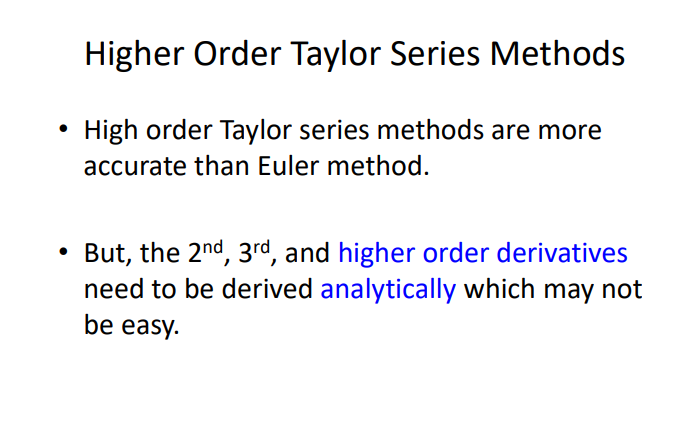 Higher Order Taylor Series Methods
• High order Taylor series methods are more
accurate than Euler method.
• But, the 2nd, 3rd, and higher order derivatives
need to be derived analytically which may not
be easy.